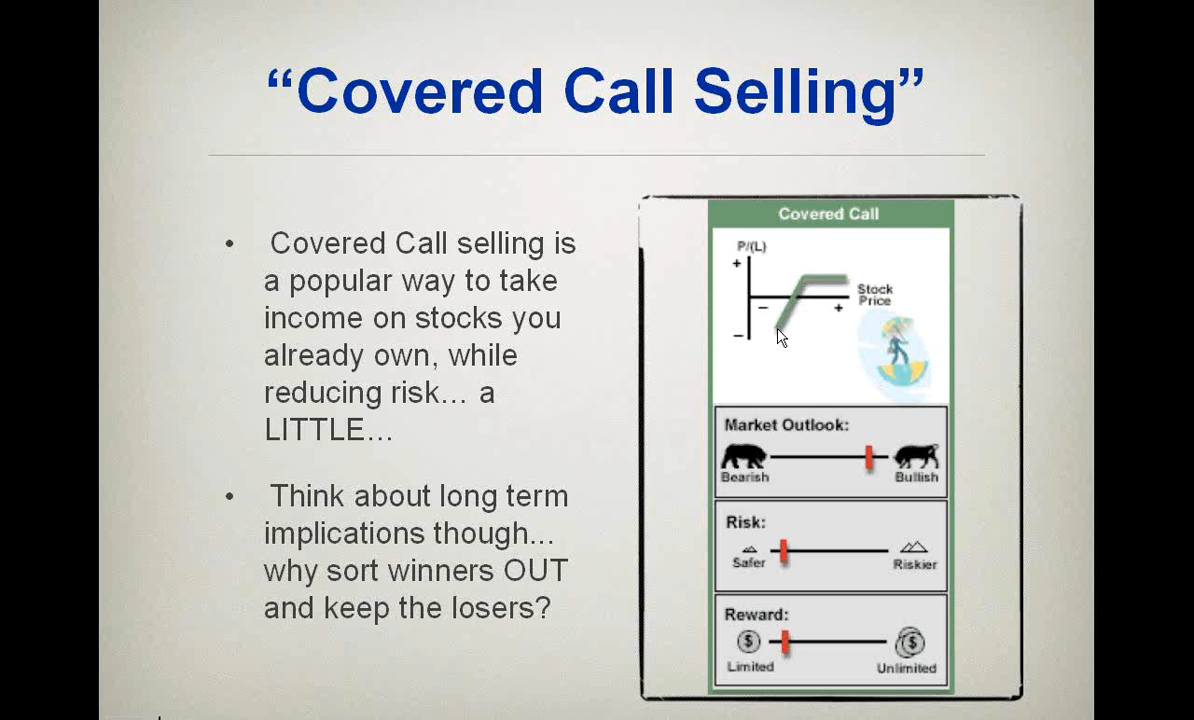 “Covered Call Selling”
• Covered Call selling is
a popular way to take
income on stocks you
already own, while
reducing risk... a
LITTLE...
• Think about long term
implications though...
why sort winners OUT
and keep the losers?
Covered Call
P/(L)
+
Stock
Price
– +
–
Market Outlook:
Bearish Bullish
Risk:
Safer Riskier
Reward:
$ $
Limited Unlimited